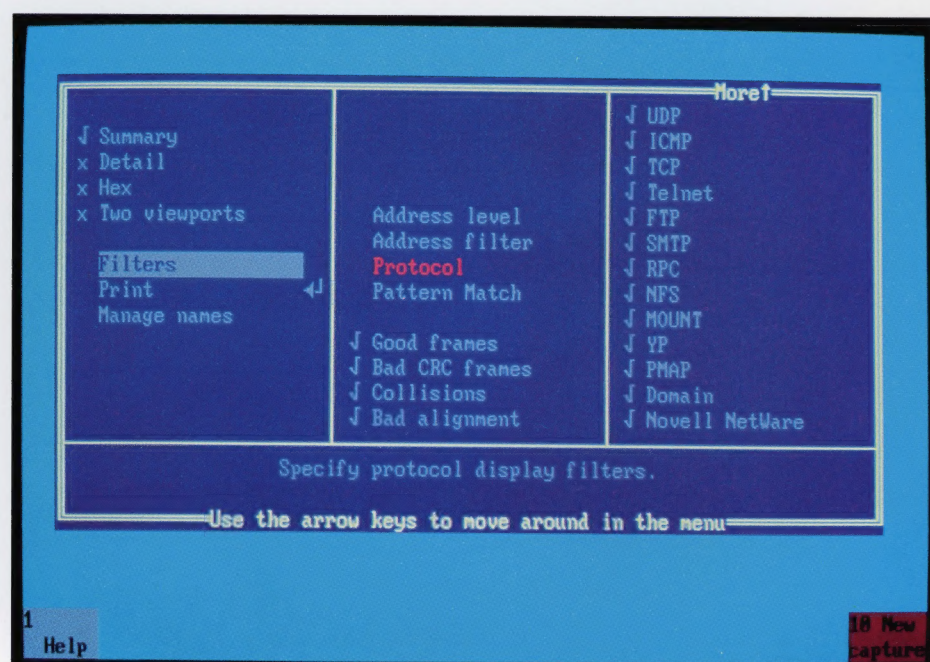 More↑
√ Summary
x Detail
x Hex
x Two viewports
Filters
Print ↵
Manage names
Address level
Address filter
Protocol
Pattern Match
√ Good frames
√ Bad CRC frames
√ Collisions
√ Bad alignment
√ UDP
√ ICMP
√ TCP
√ Telnet
√ FTP
√ SMTP
√ RPC
√ NFS
√ MOUNT
√ YP
√ PMAP
√ Domain
√ Novell NetWare
Specify protocol display filters.
Use the arrow keys to move around in the menu
1
Help
10 New
capture